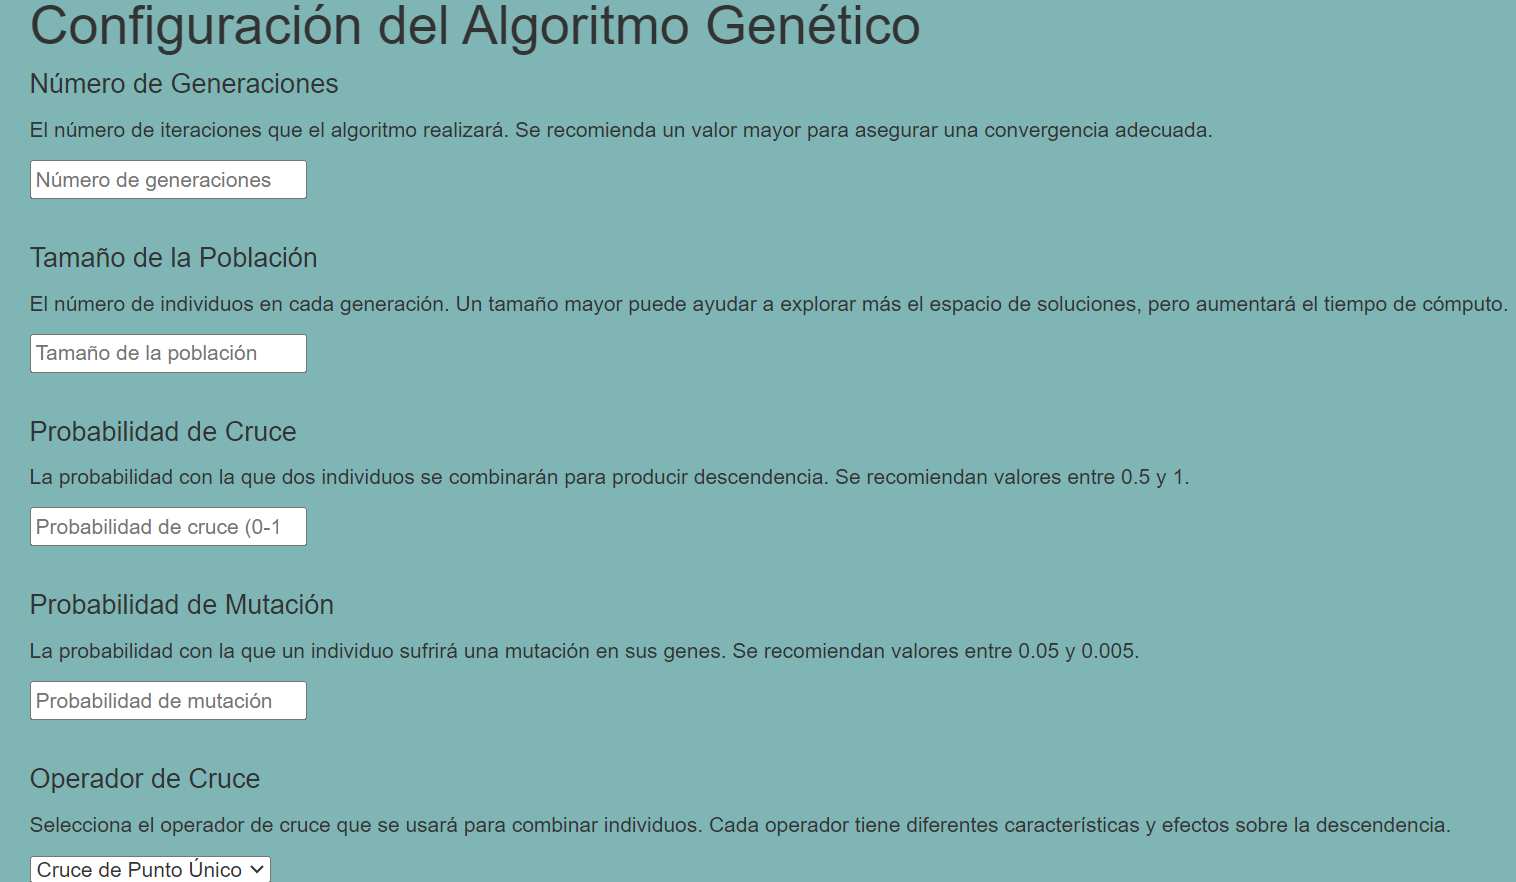 Configuración del Algoritmo Genético
Número de Generaciones
El número de iteraciones que el algoritmo realizará. Se recomienda un valor mayor para asegurar una convergencia adecuada.
Número de generaciones
Tamaño de la Población
El número de individuos en cada generación. Un tamaño mayor puede ayudar a explorar más el espacio de soluciones, pero aumentará el tiempo de cómputo.
Tamaño de la población
Probabilidad de Cruce
La probabilidad con la que dos individuos se combinarán para producir descendencia. Se recomiendan valores entre 0.5 y 1.
Probabilidad de cruce (0-1
Probabilidad de Mutación
La probabilidad con la que un individuo sufrirá una mutación en sus genes. Se recomiendan valores entre 0.05 y 0.005.
Probabilidad de mutación
Operador de Cruce
Selecciona el operador de cruce que se usará para combinar individuos. Cada operador tiene diferentes características y efectos sobre la descendencia.
Cruce de Punto Único